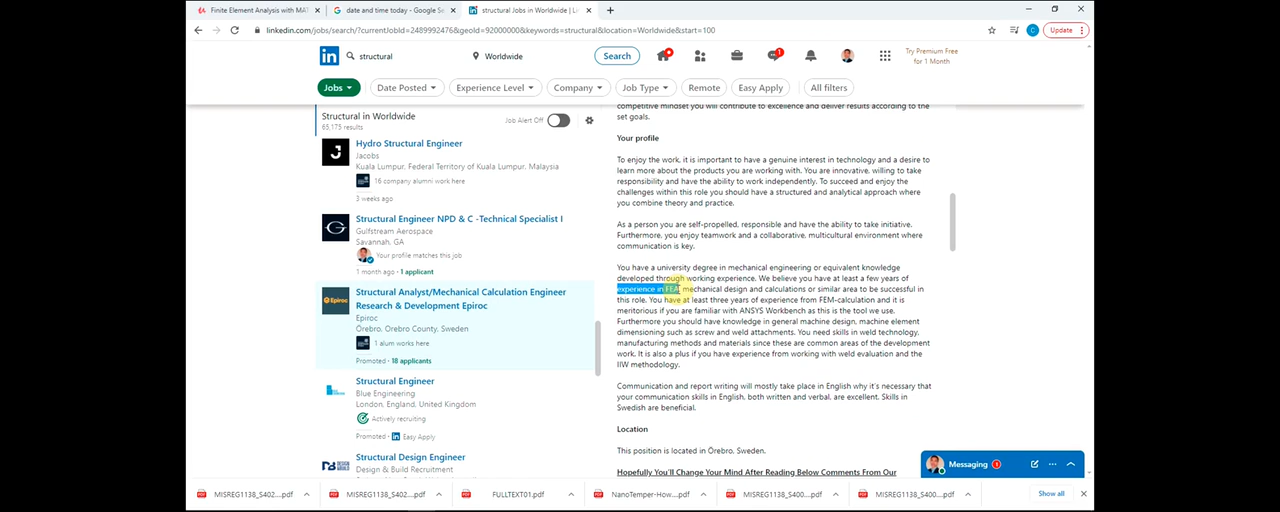 Finite Element Analysis with MAT
date and time today - Google Se
structural Jobs in Worldwide | Li
linkedin.com/jobs/search/?currentJobId=2489992476&geoId=92000000&keywords=structural&location=Worldwide&start=100
C
Update
in
structural
Worldwide
Search
1
Try Premium Free
for 1 Month
Jobs
Date Posted
Experience Level
Company
Job Type
Remote
Easy Apply
All filters
Structural in Worldwide
65,175 results
Job Alert Off
Hydro Structural Engineer
Jacobs
Kuala Lumpur, Federal Territory of Kuala Lumpur, Malaysia
16 company alumni work here
3 weeks ago
Structural Engineer NPD & C -Technical Specialist I
Gulfstream Aerospace
Savannah, GA
Your profile matches this job
1 month ago · 1 applicant
Structural Analyst/Mechanical Calculation Engineer
Research & Development Epiroc
Epiroc
Örebro, Orebro County, Sweden
1 alum works here
Promoted · 18 applicants
Structural Engineer
Blue Engineering
London, England, United Kingdom
Actively recruiting
Promoted · in Easy Apply
Structural Design Engineer
Design & Build Recruitment
competitive mindset you will contribute to excellence and deliver results according to the
set goals.
Your profile
To enjoy the work, it is important to have a genuine interest in technology and a desire to
learn more about the products you are working with. You are innovative, willing to take
responsibility and have the ability to work independently. To succeed and enjoy the
challenges within this role you should have a structured and analytical approach where
you combine theory and practice.
As a person you are self-propelled, responsible and have the ability to take initiative.
Furthermore, you enjoy teamwork and a collaborative, multicultural environment where
communication is key.
You have a university degree in mechanical engineering or equivalent knowledge
developed through working experience. We believe you have at least a few years of
experience in FEA, mechanical design and calculations or similar area to be successful in
this role. You have at least three years of experience from FEM-calculation and it is
meritorious if you are familiar with ANSYS Workbench as this is the tool we use.
Furthermore you should have knowledge in general machine design, machine element
dimensioning such as screw and weld attachments. You need skills in weld technology,
manufacturing methods and materials since these are common areas of the development
work. It is also a plus if you have experience from working with weld evaluation and the
IIW methodology.
Communication and report writing will mostly take place in English why it's necessary that
your communication skills in English, both written and verbal, are excellent. Skills in
Swedish are beneficial.
Location
This position is located in Örebro, Sweden.
Hopefully You'll Change Your Mind After Reading Below Comments From Our
Messaging 1
MISREG1138_S402....pdf
MISREG1138_S402....pdf
FULLTEXT01.pdf
NanoTemper-How....pdf
MISREG1138_S400....pdf
MISREG1138_S400....pdf
Show all